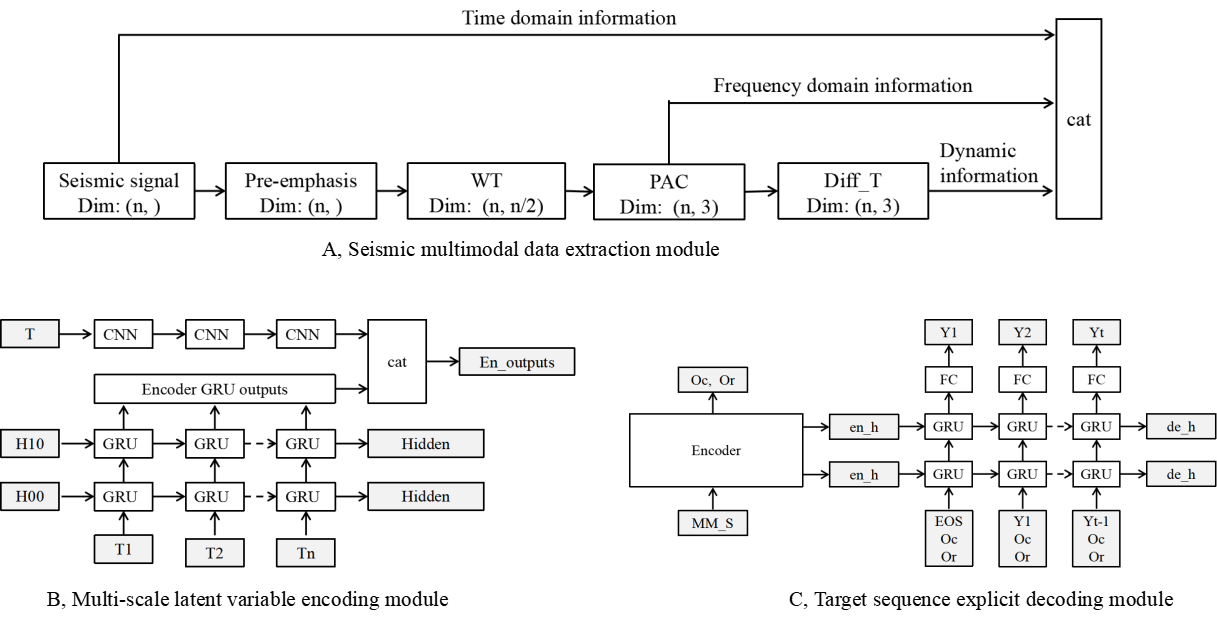 Time domain information
Frequency domain information
cat
Dynamic
information
Seismic signal
Dim: (n, )
Pre-emphasis
Dim: (n, )
WT
Dim: (n, n/2)
PAC
Dim: (n, 3)
Diff_T
Dim: (n, 3)
A, Seismic multimodal data extraction module
T
CNN
CNN
CNN
cat
En_outputs
Encoder GRU outputs
H10
GRU
GRU
GRU
Hidden
H00
GRU
GRU
GRU
Hidden
T1
T2
Tn
B, Multi-scale latent variable encoding module
Y1
Y2
Yt
Oc, Or
FC
FC
FC
Encoder
en_h
GRU
GRU
GRU
de_h
en_h
GRU
GRU
GRU
de_h
MM_S
EOS
Oc
Or
Y1
Oc
Or
Yt-1
Oc
Or
C, Target sequence explicit decoding module